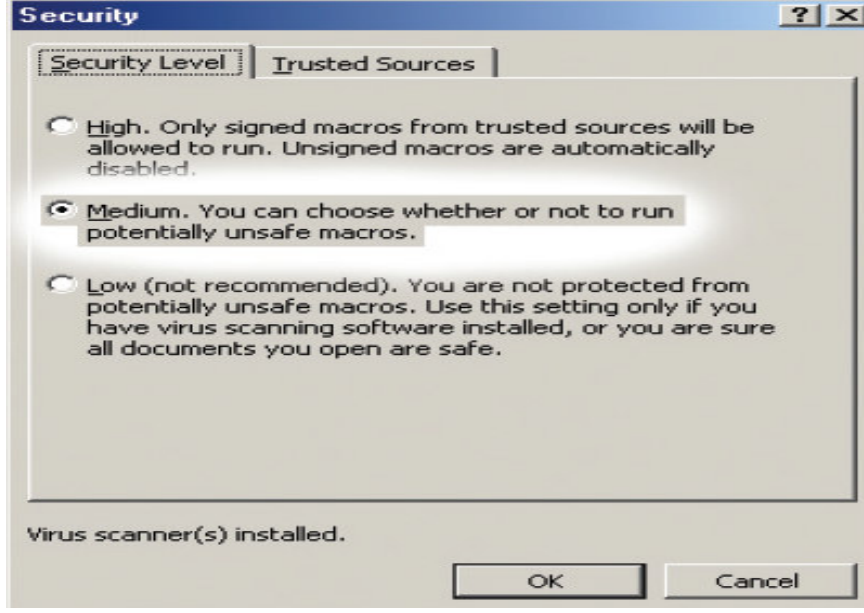 Security
Security Level
Trusted Sources
High. Only signed macros from trusted sources will be
allowed to run. Unsigned macros are automatically
disabled.
Medium. You can choose whether or not to run
potentially unsafe macros.
Low (not recommended). You are not protected from
potentially unsafe macros. Use this setting only if you
have virus scanning software installed, or you are sure
all documents you open are safe.
Virus scanner(s) installed.
OK
Cancel